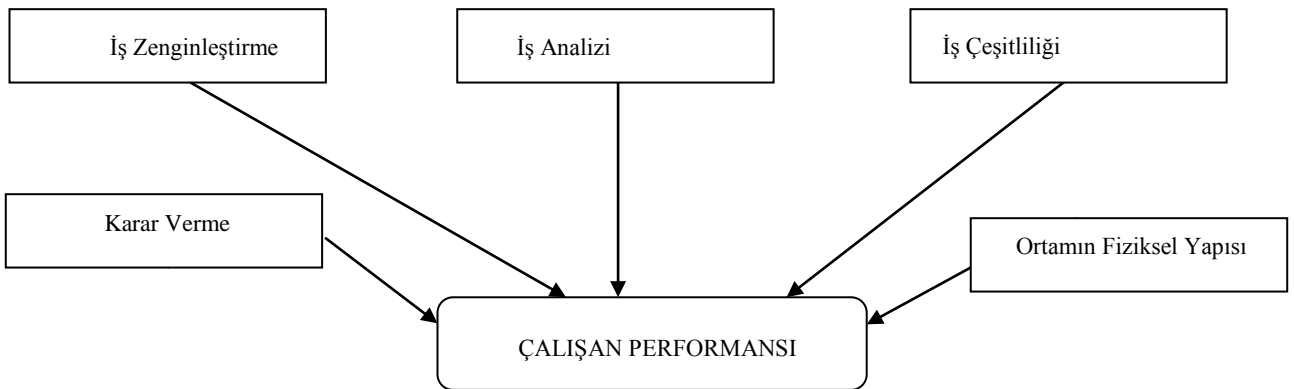 İş Zenginleştirme
İş Analizi
İş Çeşitliliği
Karar Verme
Ortamın Fiziksel Yapısı
ÇALIŞAN PERFORMANSI